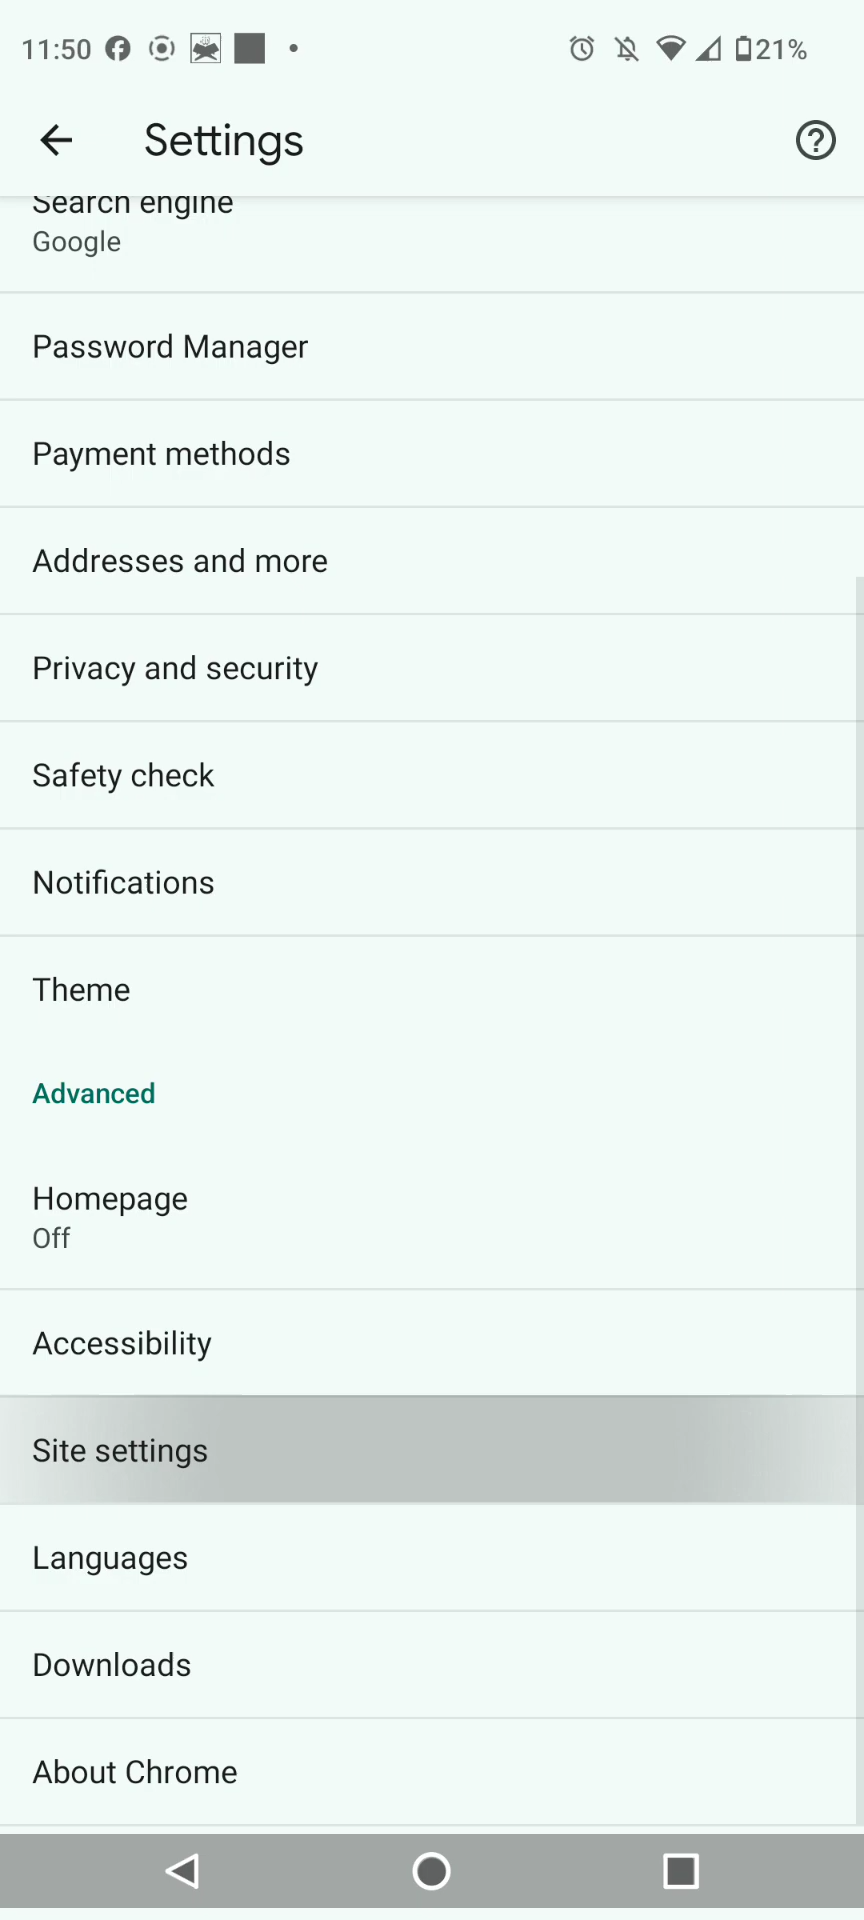 11:50 21%
Settings
Search engine
Google
Password Manager
Payment methods
Addresses and more
Privacy and security
Safety check
Notifications
Theme
Advanced
Homepage
Off
Accessibility
Site settings
Languages
Downloads
About Chrome